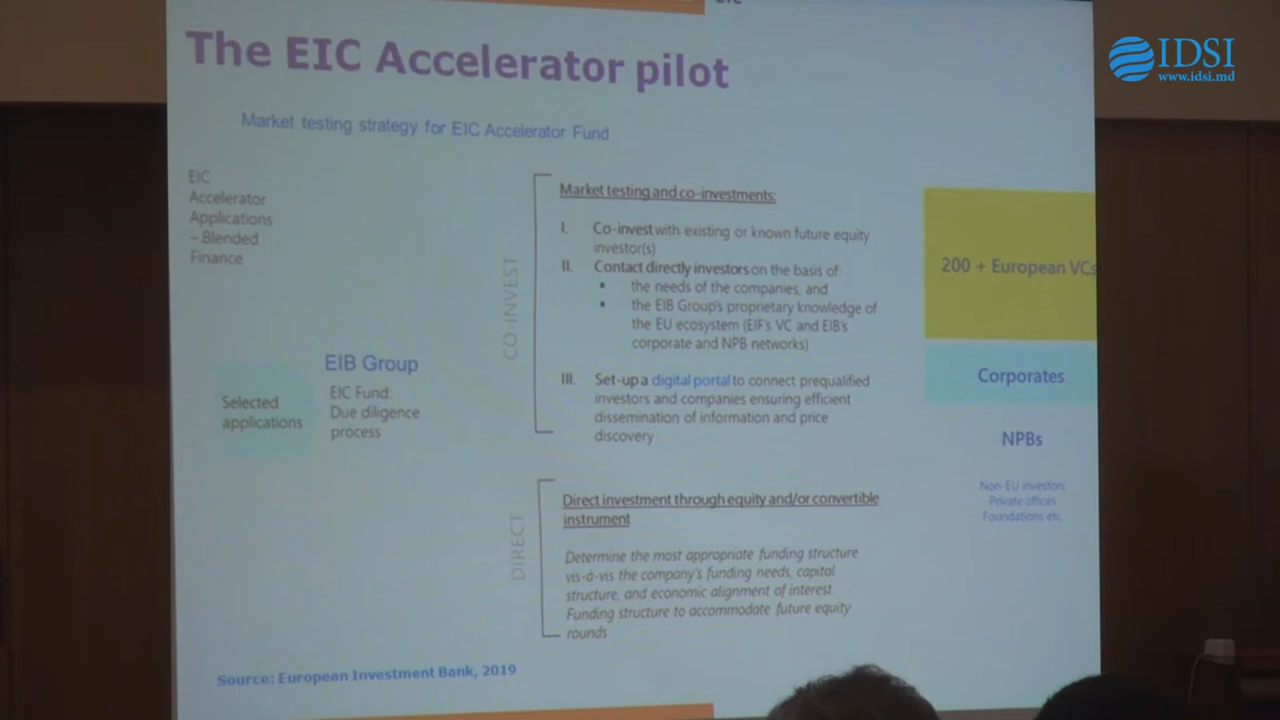 IDSI
www.idsi.md
The EIC Accelerator pilot
Market testing strategy for EIC Accelerator Fund
EIC
Accelerator
Applications
– Blended
Finance
Selected
applications
EIB Group
EIC Fund:
Due diligence
process
CO-INVEST
Market testing and co-investments:
I. Co-invest with existing or known future equity
investor(s)
II. Contact directly investors on the basis of:
▪ the needs of the companies, and
▪ the EIB Group's proprietary knowledge of
the EU ecosystem (EIF's VC and EIB's
corporate and NPB networks)
III. Set-up a digital portal to connect prequalified
investors and companies ensuring efficient
dissemination of information and price
discovery
DIRECT
Direct investment through equity and/or convertible
instrument
Determine the most appropriate funding structure
vis-à-vis the company's funding needs, capital
structure, and economic alignment of interest
Funding structure to accommodate future equity
rounds
200 + European VCs
Corporates
NPBs
Non-EU investors
Private offices
Foundations etc.
Source: European Investment Bank, 2019